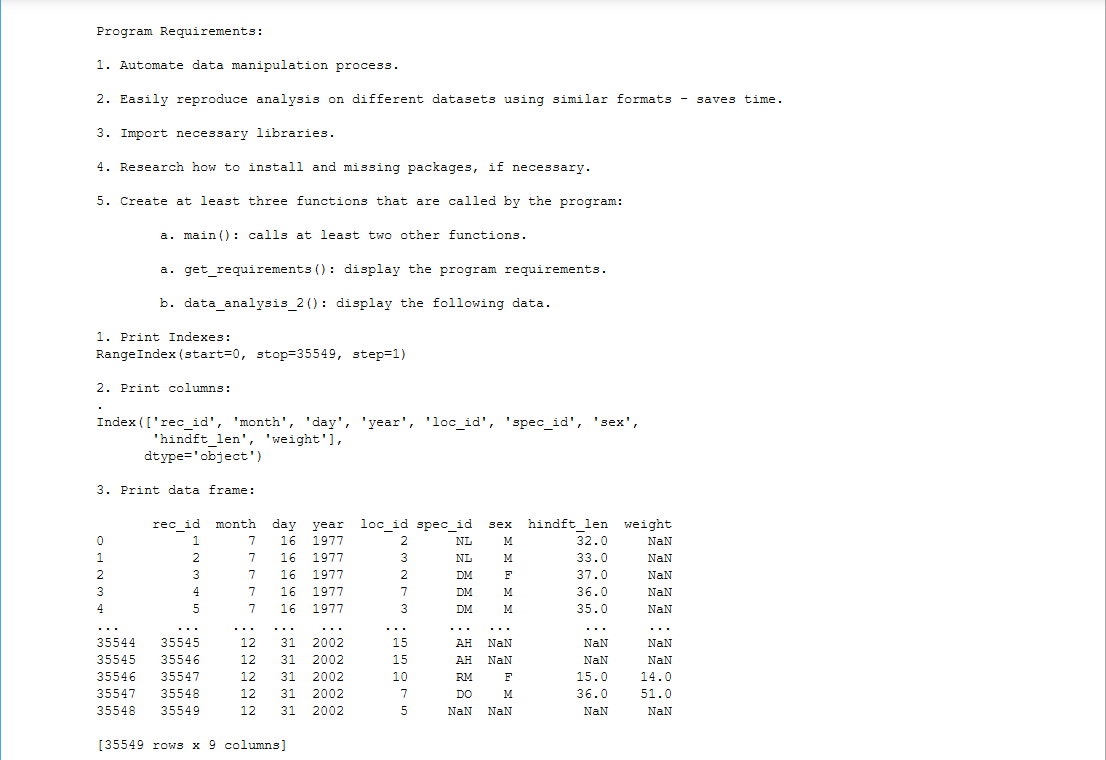 Program Requirements:
1. Automate data manipulation process.
2. Easily reproduce analysis on different datasets using similar formats - saves time.
3. Import necessary libraries.
4. Research how to install and missing packages, if necessary.
5. Create at least three functions that are called by the program:
a. main(): calls at least two other functions.
a. get_requirements(): display the program requirements.
b. data_analysis_2(): display the following data.
1. Print Indexes:
RangeIndex(start=0, stop=35549, step=1)
2. Print columns:
.
Index(['rec_id', 'month', 'day', 'year', 'loc_id', 'spec_id', 'sex',
'hindft_len', 'weight'],
dtype='object')
3. Print data frame:
rec_id month day year loc_id spec_id sex hindft_len weight
0 1 7 16 1977 2 NL M 32.0 NaN
1 2 7 16 1977 3 NL M 33.0 NaN
2 3 7 16 1977 2 DM F 37.0 NaN
3 4 7 16 1977 7 DM M 36.0 NaN
4 5 7 16 1977 3 DM M 35.0 NaN
... ... ... ... ... ... ... ... ... ...
35544 35545 12 31 2002 15 AH NaN NaN NaN
35545 35546 12 31 2002 15 AH NaN NaN NaN
35546 35547 12 31 2002 10 RM F 15.0 14.0
35547 35548 12 31 2002 7 DO M 36.0 51.0
35548 35549 12 31 2002 5 NaN NaN NaN NaN
[35549 rows x 9 columns]